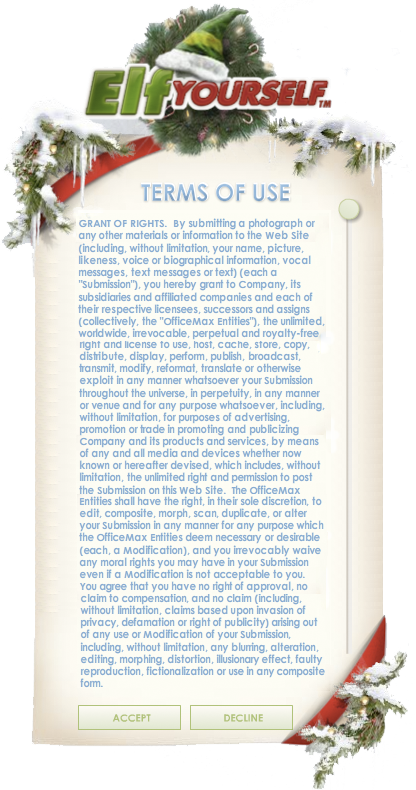 Elf YOURSELF TM
TERMS OF USE
GRANT OF RIGHTS. By submitting a photograph or
any other materials or information to the Web Site
(including, without limitation, your name, picture,
likeness, voice or biographical information, vocal
messages, text messages or text) (each a
"Submission"), you hereby grant to Company, its
subsidiaries and affiliated companies and each of
their respective licensees, successors and assigns
(collectively, the "OfficeMax Entities"), the unlimited,
worldwide, irrevocable, perpetual and royalty-free
right and license to use, host, cache, store, copy,
distribute, display, perform, publish, broadcast,
transmit, modify, reformat, translate or otherwise
exploit in any manner whatsoever your Submission
throughout the universe, in perpetuity, in any manner
or venue and for any purpose whatsoever, including,
without limitation, for purposes of advertising,
promotion or trade in promoting and publicizing
Company and its products and services, by means
of any and all media and devices whether now
known or hereafter devised, which includes, without
limitation, the unlimited right and permission to post
the Submission on this Web Site. The OfficeMax
Entities shall have the right, in their sole discretion, to
edit, composite, morph, scan, duplicate, or alter
your Submission in any manner for any purpose which
the OfficeMax Entities deem necessary or desirable
(each, a Modification), and you irrevocably waive
any moral rights you may have in your Submission
even if a Modification is not acceptable to you.
You agree that you have no right of approval, no
claim to compensation, and no claim (including,
without limitation, claims based upon invasion of
privacy, defamation or right of publicity) arising out
of any use or Modification of your Submission,
including, without limitation, any blurring, alteration,
editing, morphing, distortion, illusionary effect, faulty
reproduction, fictionalization or use in any composite
form.
ACCEPT DECLINE